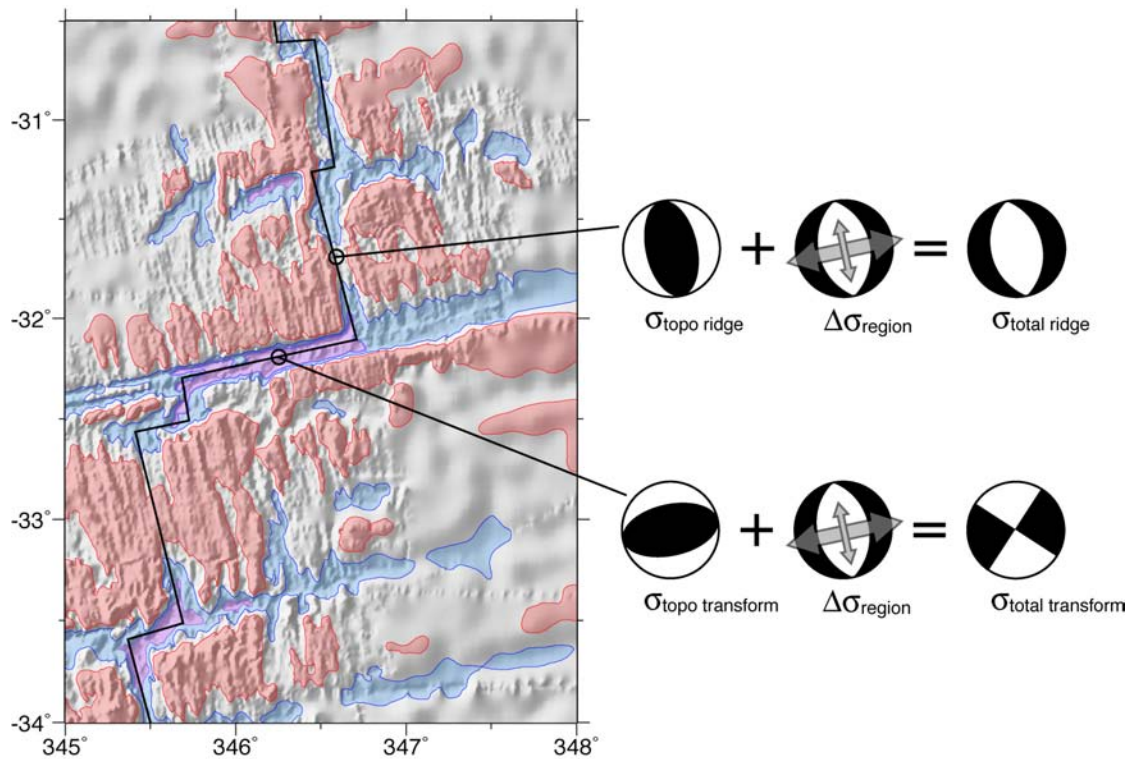 -31°
-32°
-33°
-34°
345° 346° 347° 348°
+ =
σtopo ridge Δσregion σtotal ridge
+ =
σtopo transform Δσregion σtotal transform